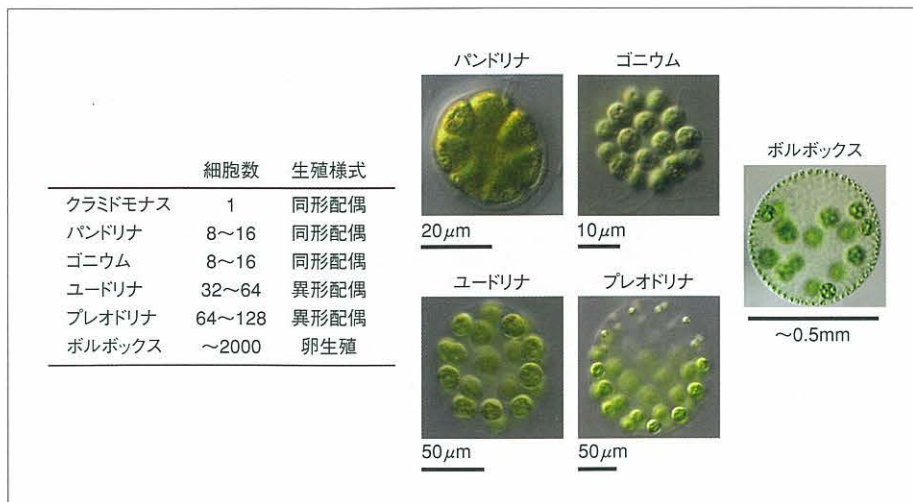 細胞数 生殖様式
クラミドモナス 1 同形配偶
パンドリナ 8〜16 同形配偶
ゴニウム 8〜16 同形配偶
ユードリナ 32〜64 異形配偶
プレオドリナ 64〜128 異形配偶
ボルボックス 〜2000 卵生殖
パンドリナ
20μm
ゴニウム
10μm
ユードリナ
50μm
プレオドリナ
50μm
ボルボックス
〜0.5mm